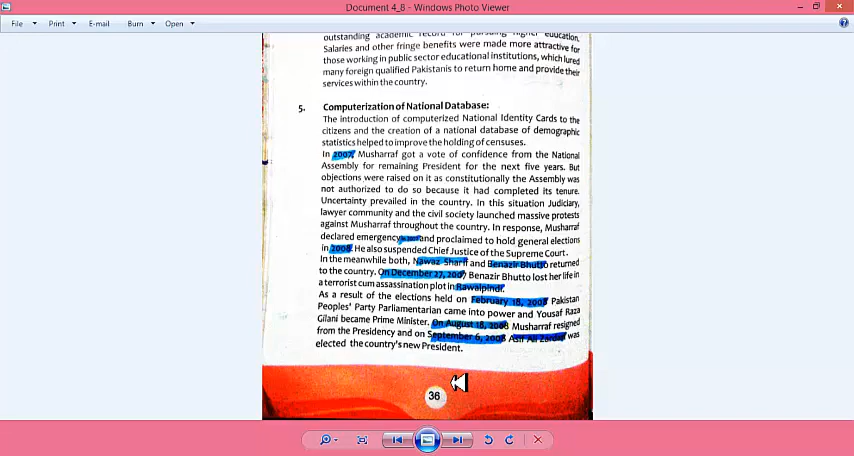 Document 4_8 - Windows Photo Viewer
File Print E-mail Burn Open
outstanding academic record for pursuing higher education.
Salaries and other fringe benefits were made more attractive for
those working in public sector educational institutions, which lured
many foreign qualified Pakistanis to return home and provide their
services within the country.
5. Computerization of National Database:
The introduction of computerized National Identity Cards to the
citizens and the creation of a national database of demographic
statistics helped to improve the holding of censuses.
In 2007, Musharraf got a vote of confidence from the National
Assembly for remaining President for the next five years. But
objections were raised on it as constitutionally the Assembly was
not authorized to do so because it had completed its tenure.
Uncertainty prevailed in the country. In this situation Judiciary,
lawyer community and the civil society launched massive protests
against Musharraf throughout the country. In response, Musharraf
declared emergency in 2007 and proclaimed to hold general elections
in 2008. He also suspended Chief Justice of the Supreme Court.
In the meanwhile both, Nawaz Sharif and Benazir Bhutto returned
to the country. On December 27, 2007 Benazir Bhutto lost her life in
a terrorist cum assassination plot in Rawalpindi.
As a result of the elections held on February 18, 2008 Pakistan
Peoples' Party Parliamentarian came into power and Yousaf Raza
Gilani became Prime Minister. On August 18, 2008 Musharraf resigned
from the Presidency and on September 6, 2008 Asif Ali Zardari was
elected the country's new President.
36